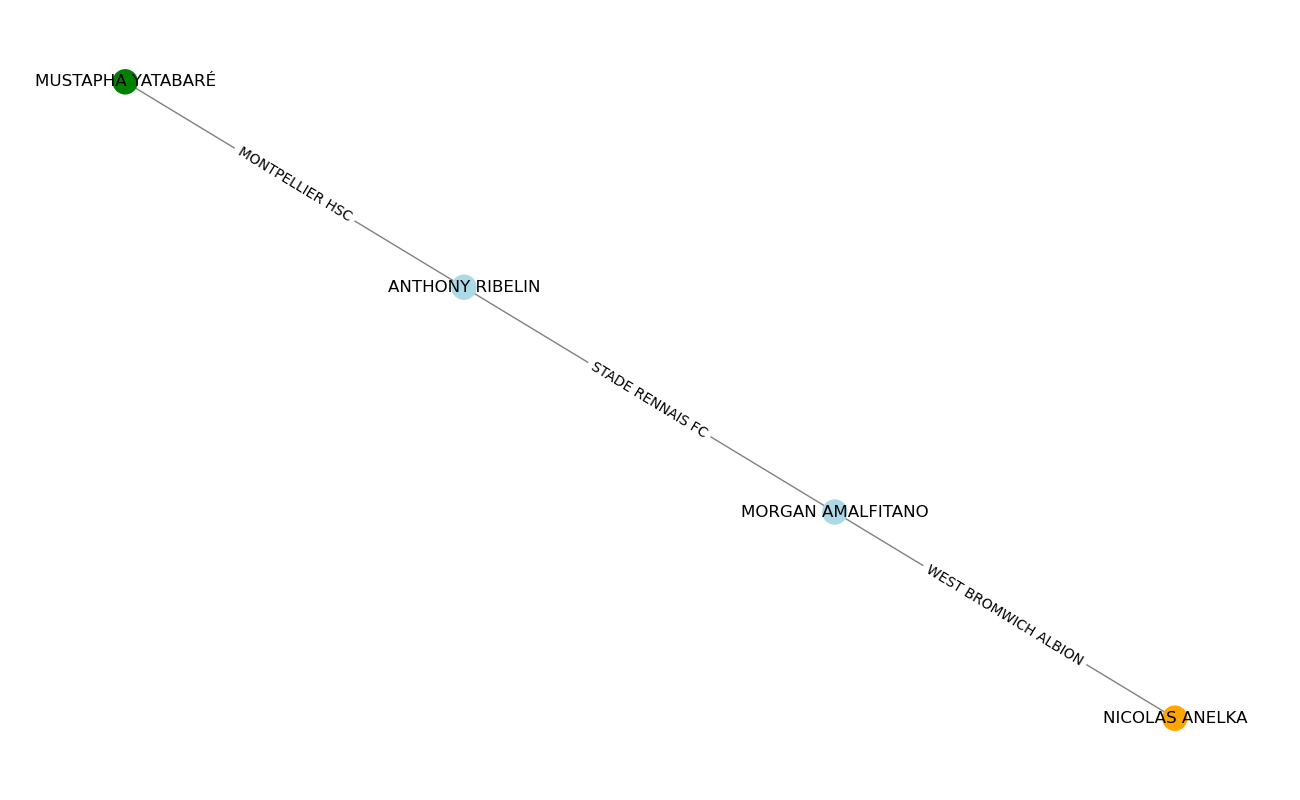 MUSTAPHA YATABARÉ
MONTPELLIER HSC
ANTHONY RIBELIN
STADE RENNAIS FC
MORGAN AMALFITANO
WEST BROMWICH ALBION
NICOLAS ANELKA